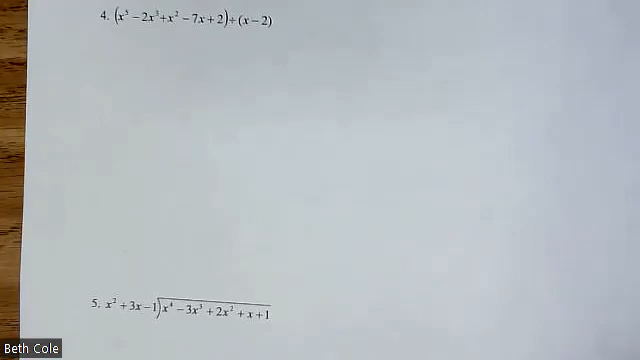 4. (x⁵ − 2x³ + x² − 7x + 2) ÷ (x − 2)
5. x² + 3x − 1)x⁴ − 3x³ + 2x² + x + 1
Beth Cole